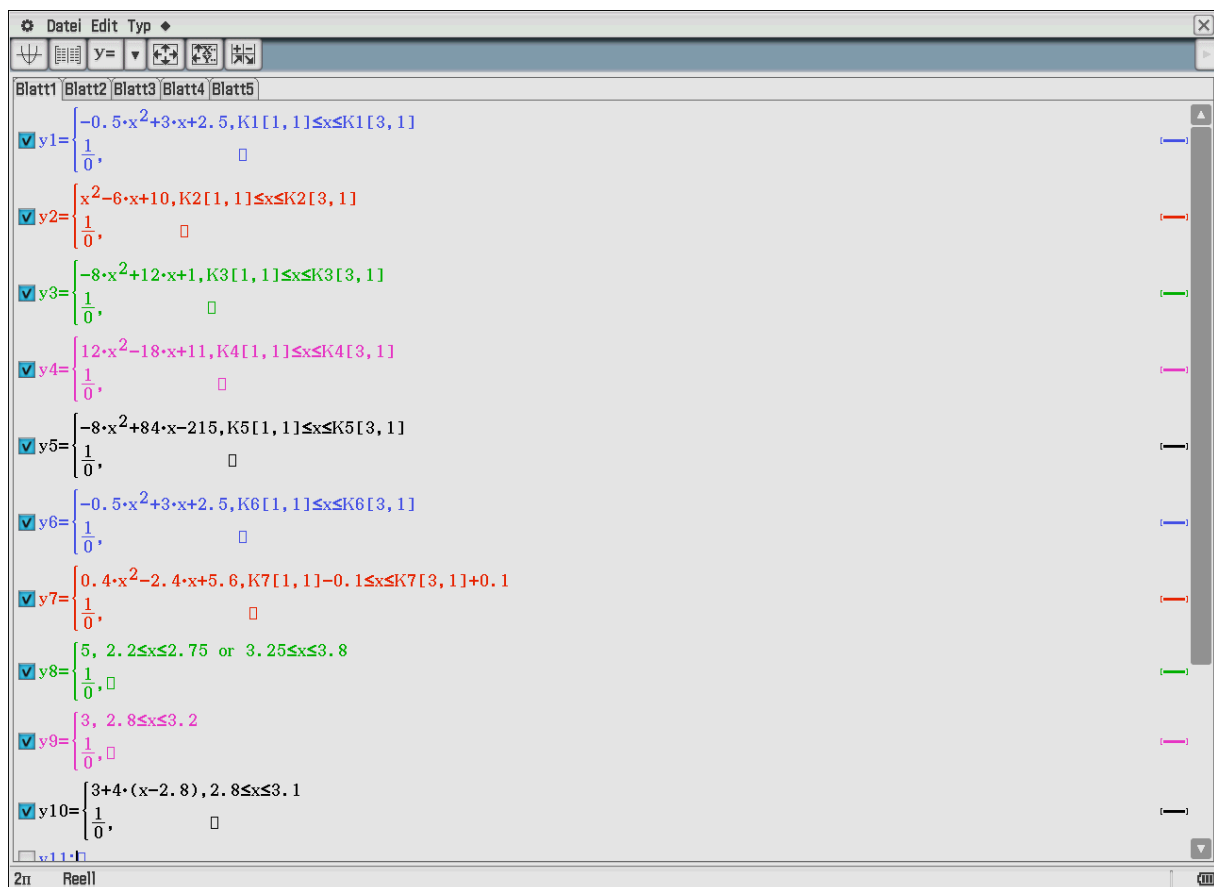 Datei Edit Typ ◆
y=
Blatt1 Blatt2 Blatt3 Blatt4 Blatt5
y1={-0.5·x²+3·x+2.5,K1[1,1]≤x≤K1[3,1]
1/0,□
y2={x²-6·x+10,K2[1,1]≤x≤K2[3,1]
1/0,□
y3={-8·x²+12·x+1,K3[1,1]≤x≤K3[3,1]
1/0,□
y4={12·x²-18·x+11,K4[1,1]≤x≤K4[3,1]
1/0,□
y5={-8·x²+84·x-215,K5[1,1]≤x≤K5[3,1]
1/0,□
y6={-0.5·x²+3·x+2.5,K6[1,1]≤x≤K6[3,1]
1/0,□
y7={0.4·x²-2.4·x+5.6,K7[1,1]-0.1≤x≤K7[3,1]+0.1
1/0,□
y8={5, 2.2≤x≤2.75 or 3.25≤x≤3.8
1/0,□
y9={3, 2.8≤x≤3.2
1/0,□
y10={3+4·(x-2.8),2.8≤x≤3.1
1/0,□
y11:□
2π Reell